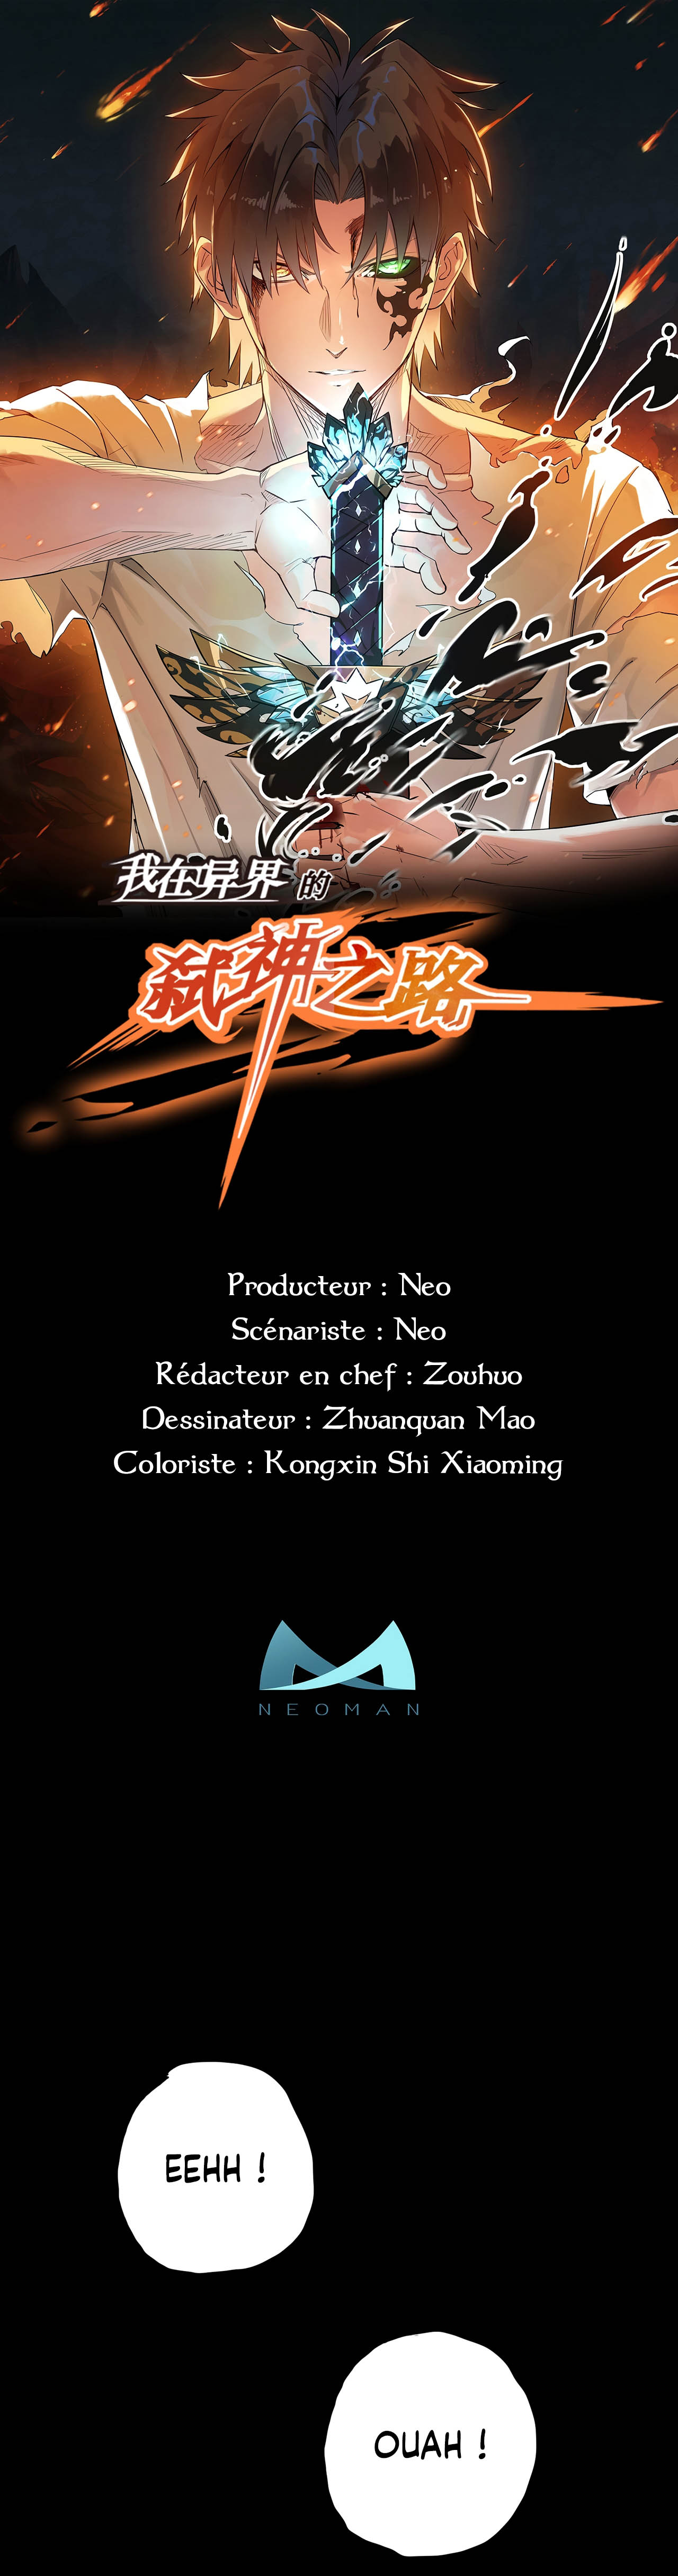 我在异界的
弑神之路
Producteur : Neo
Scénariste : Neo
Rédacteur en chef : Zouhuo
Dessinateur : Zhuanquan Mao
Coloriste : Kongxin Shi Xiaoming
NEOMAN
EEHH !
OUAH !